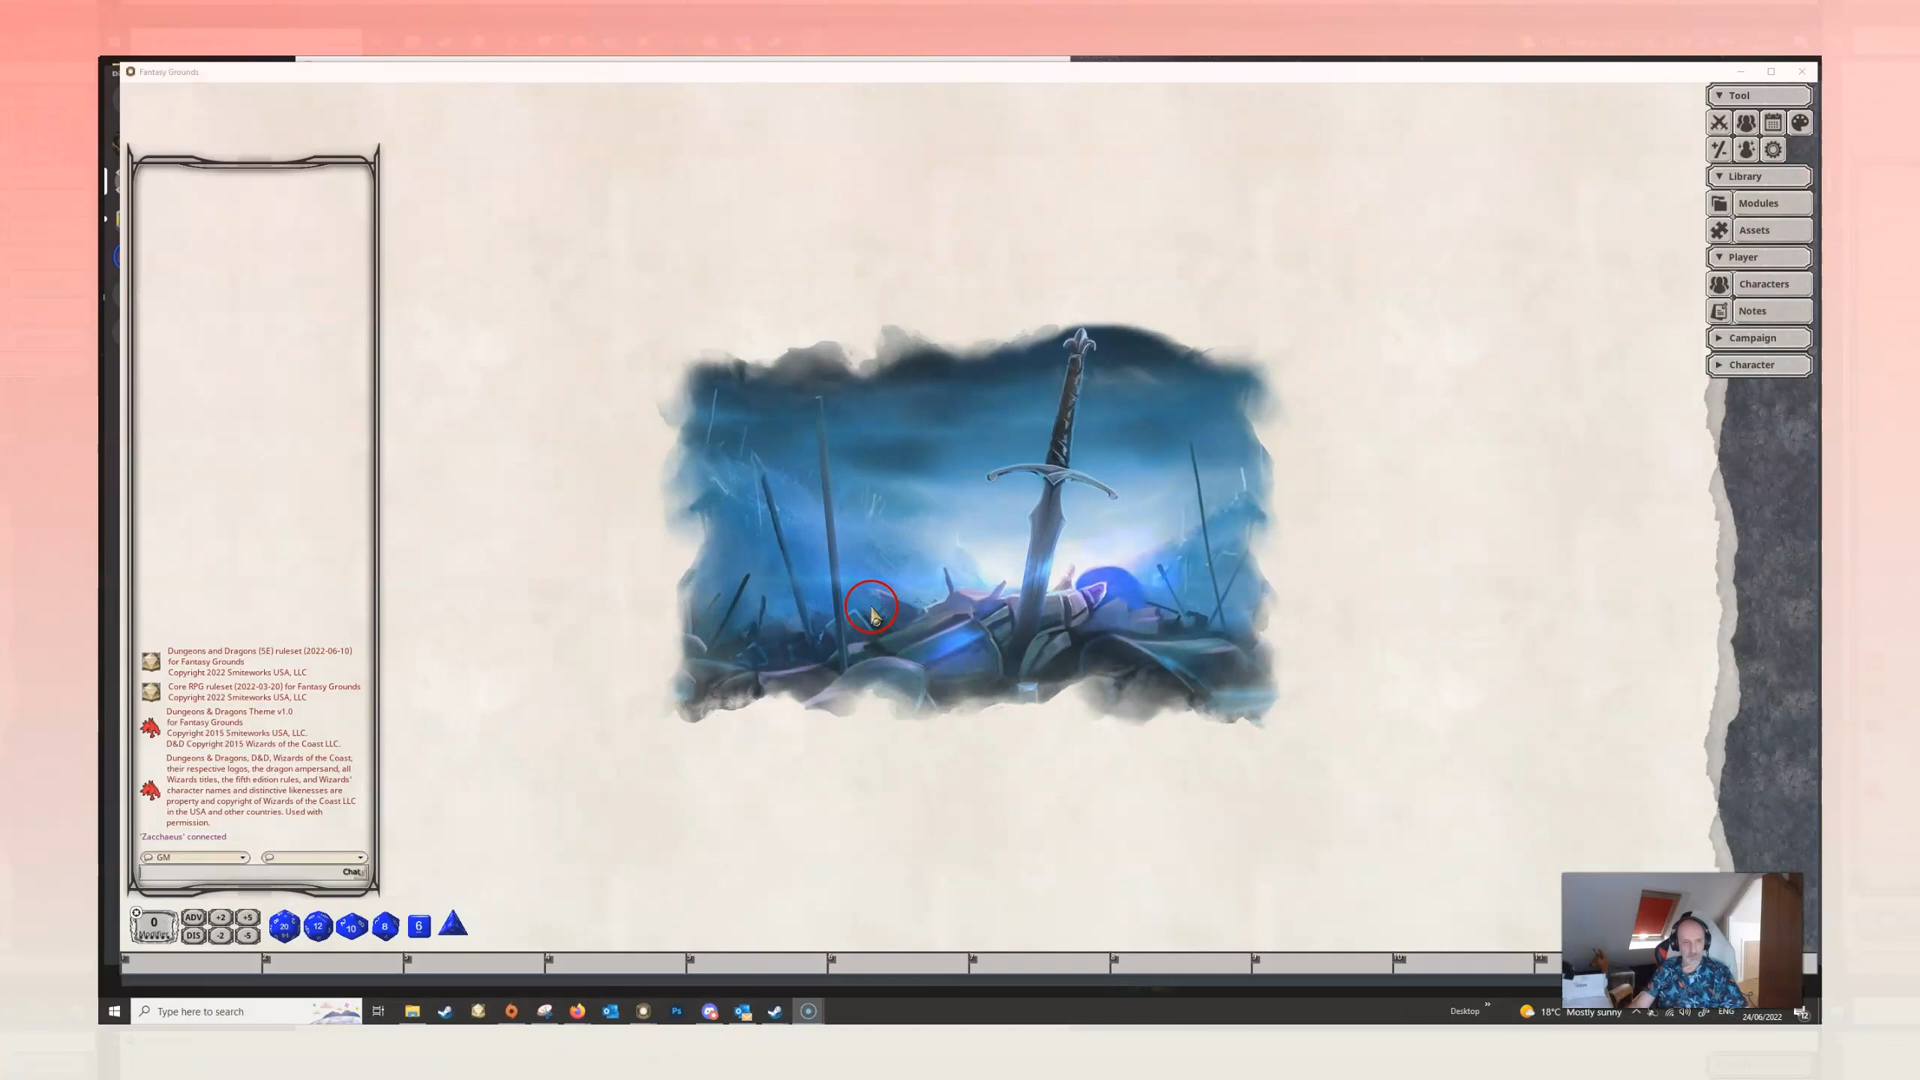 Fantasy Grounds
Tool
Library
Modules
Assets
Player
Characters
Notes
Campaign
Character
Dungeons and Dragons (5E) ruleset (2022-06-10)
for Fantasy Grounds
Copyright 2022 Smiteworks USA, LLC
Core RPG ruleset (2022-03-20) for Fantasy Grounds
Copyright 2022 Smiteworks USA, LLC
Dungeons & Dragons Theme v1.0
for Fantasy Grounds
Copyright 2015 Smiteworks USA, LLC.
D&D Copyright 2015 Wizards of the Coast LLC.
Dungeons & Dragons, D&D, Wizards of the Coast,
their respective logos, the dragon ampersand, all
Wizards titles, the fifth edition rules, and Wizards'
character names and distinctive likenesses are
property and copyright of Wizards of the Coast LLC
in the USA and other countries. Used with
permission.
'Zacchaeus' connected
GM
Chat
0
Modifier
ADV +2 +5
DIS -2 -5
20 12 10 8 6
Type here to search
Ps
Desktop
18°C Mostly sunny
ENG
24/06/2022